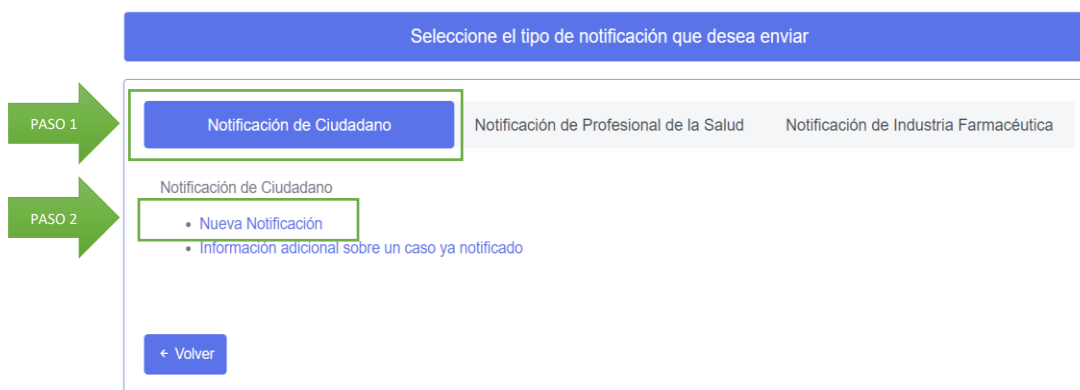 Seleccione el tipo de notificación que desea enviar
PASO 1
Notificación de Ciudadano
Notificación de Profesional de la Salud
Notificación de Industria Farmacéutica
Notificación de Ciudadano
PASO 2
• Nueva Notificación
• Información adicional sobre un caso ya notificado
← Volver